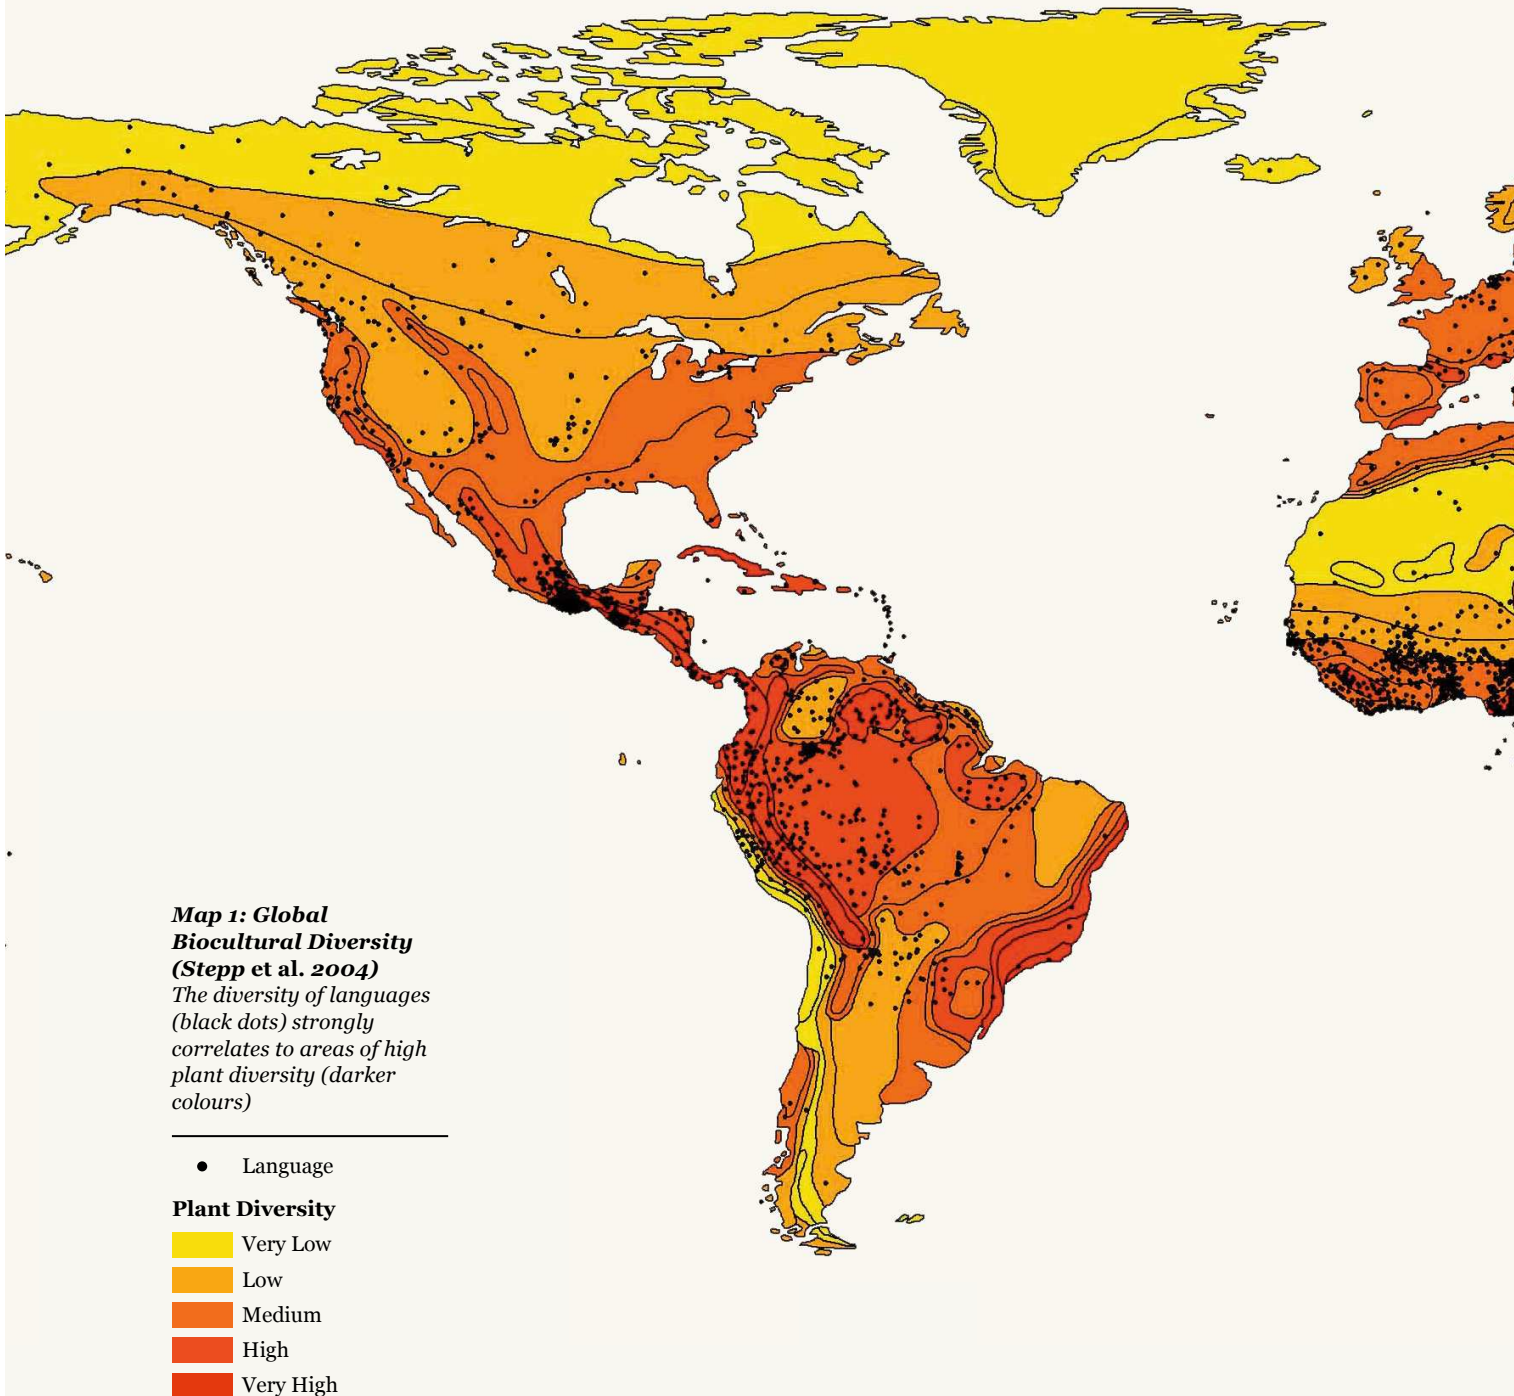 Map 1: Global
Biocultural Diversity
(Stepp et al. 2004)
The diversity of languages
(black dots) strongly
correlates to areas of high
plant diversity (darker
colours)
Language
Plant Diversity
Very Low
Low
Medium
High
Very High